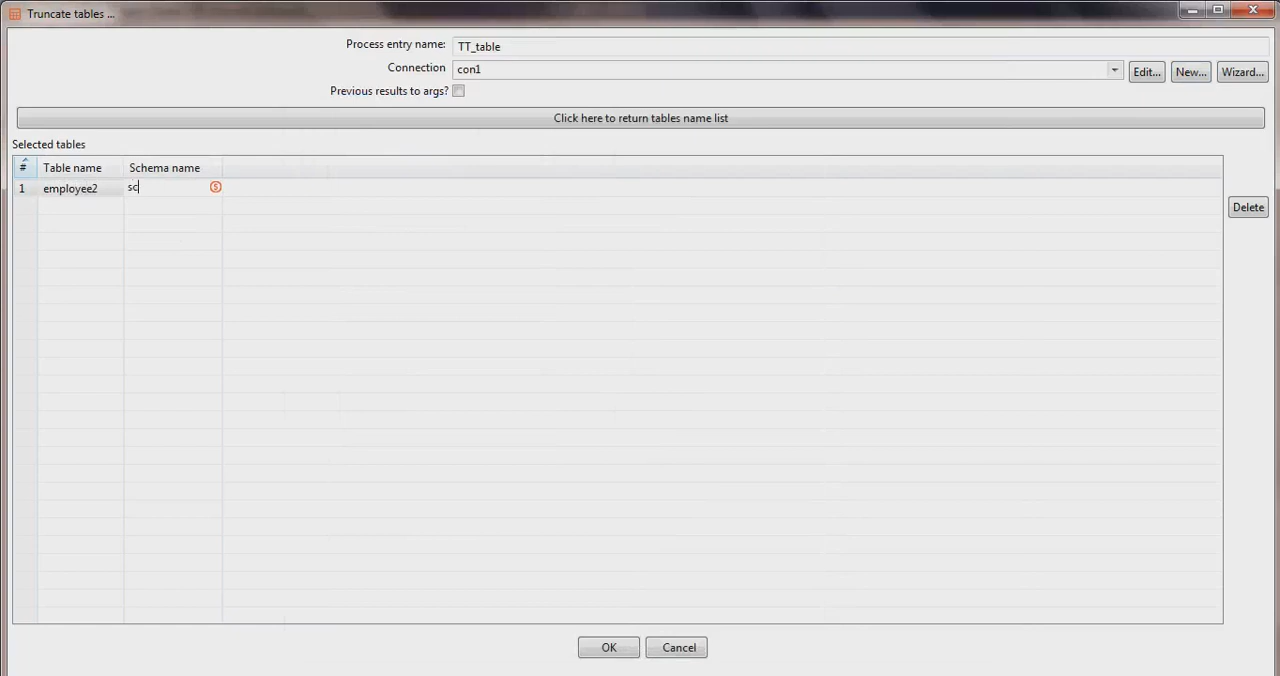 Truncate tables ...
Process entry name: TT_table
Connection con1 Edit... New... Wizard...
Previous results to args?
Click here to return tables name list
Selected tables
# Table name Schema name
1 employee2 sc S
Delete
OK Cancel